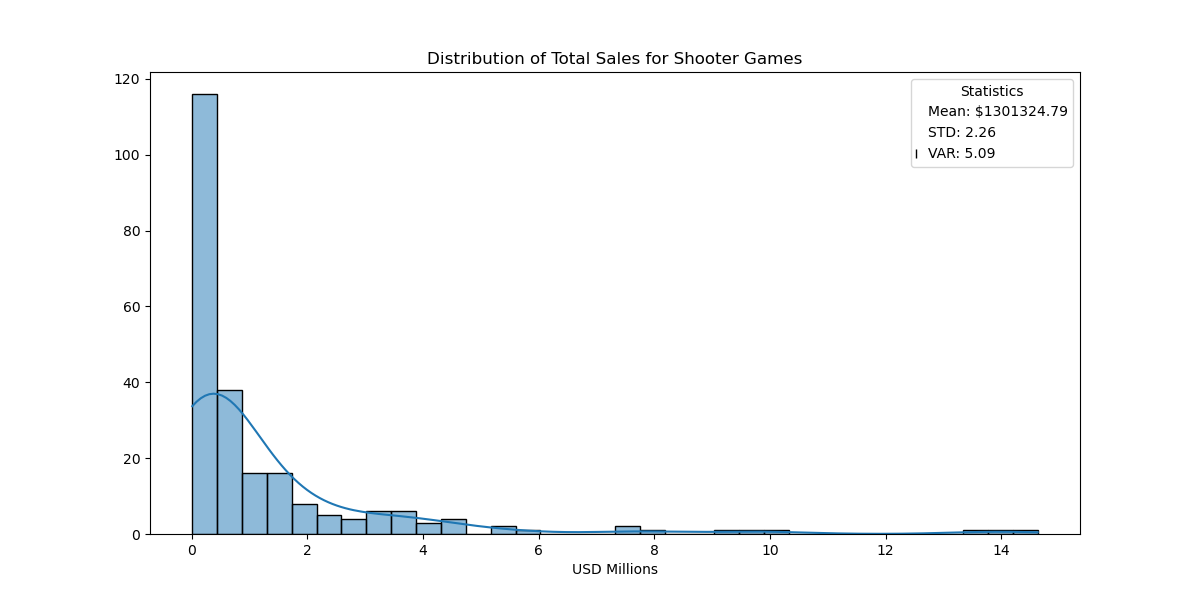 Distribution of Total Sales for Shooter Games
Statistics
Mean: $1301324.79
STD: 2.26
VAR: 5.09
120
100
80
60
40
20
0
0 2 4 6 8 10 12 14
USD Millions